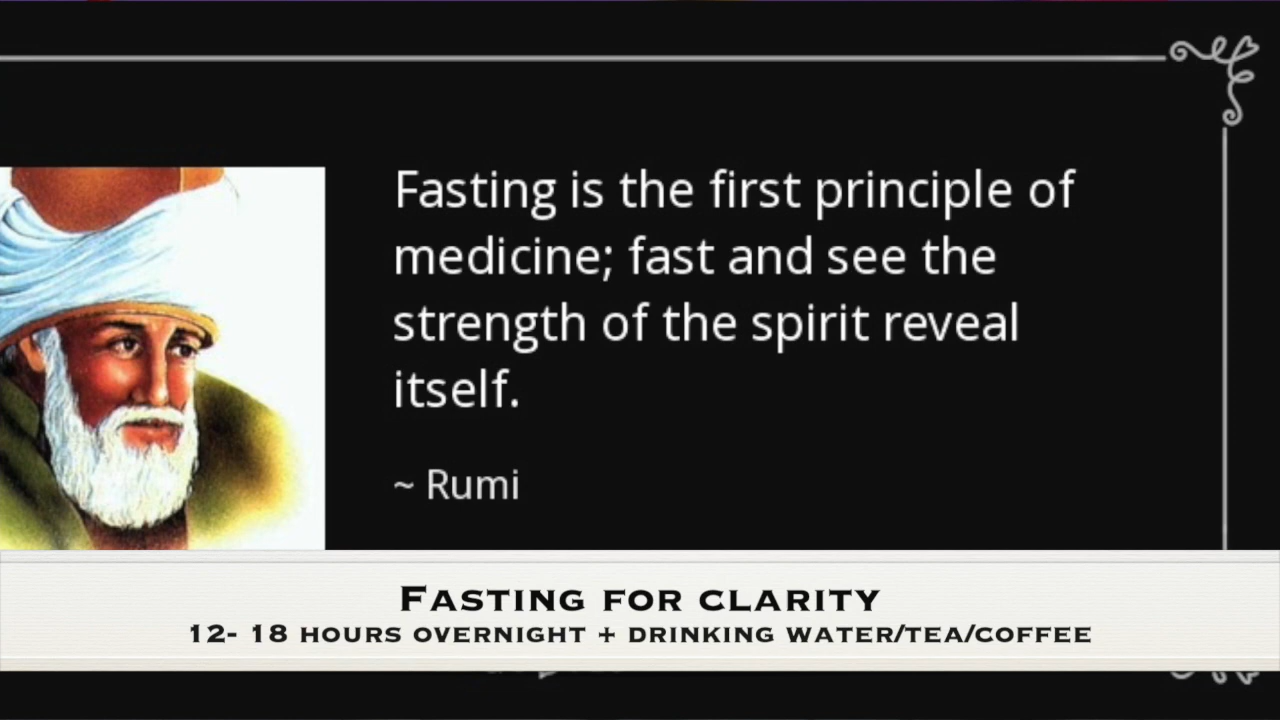 Fasting is the first principle of
medicine; fast and see the
strength of the spirit reveal
itself.
~ Rumi
Fasting for clarity
12- 18 hours overnight + drinking water/tea/coffee